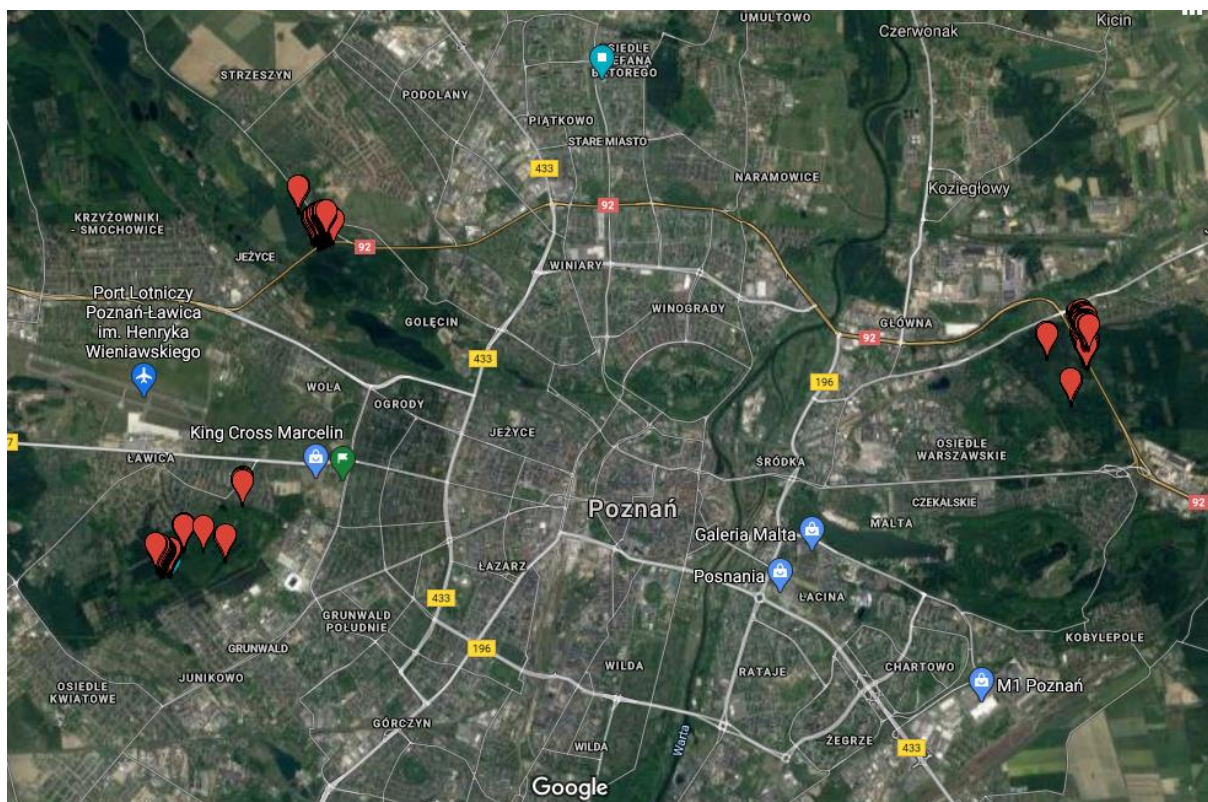 UMULTOWO
Kicin
Czerwonak
OSIEDLE
STEFANA
BATOREGO
STRZESZYN
PODOLANY
PIĄTKOWO
STARE MIASTO
433
NARAMOWICE
Koziegłowy
KRZYŻOWNIKI
- SMOCHOWICE
92
92
JEŻYCE
WINIARY
Port Lotniczy
Poznań-Ławica
im. Henryka
Wieniawskiego
WINOGRADY
GOLĘCIN
GŁÓWNA
92
433
196
WOLA
OGRODY
King Cross Marcelin
JEŻYCE
7
ŁAWICA
ŚRÓDKA
OSIEDLE
WARSZAWSKIE
CZEKALSKIE
92
Poznań
MALTA
Galeria Malta
ŁAZARZ
Posnania
ŁACINA
433
GRUNWALD
POŁUDNIE
KOBYLEPOLE
GRUNWALD
196
WILDA
RATAJE
CHARTOWO
JUNIKOWO
OSIEDLE
KWIATOWE
M1 Poznań
GÓRCZYN
Warta
ŻEGRZE
WILDA
433
Google